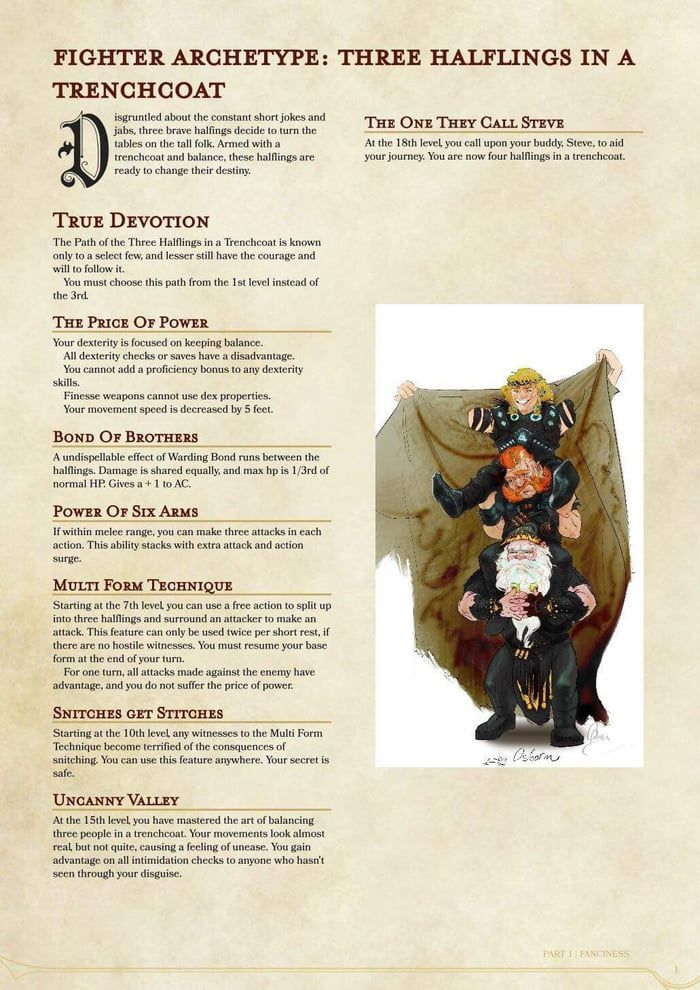 FIGHTER ARCHETYPE: THREE HALFLINGS IN A
TRENCHCOAT
Disgruntled about the constant short jokes and
jabs, three brave halfings decide to turn the
tables on the tall folk. Armed with a
trenchcoat and balance, these halflings are
ready to change their destiny.
TRUE DEVOTION
The Path of the Three Halflings in a Trenchcoat is known
only to a select few, and lesser still have the courage and
will to follow it.
You must choose this path from the 1st level instead of
the 3rd.
THE PRICE OF POWER
Your dexterity is focused on keeping balance.
All dexterity checks or saves have a disadvantage.
You cannot add a proficiency bonus to any dexterity
skills.
Finesse weapons cannot use dex properties.
Your movement speed is decreased by 5 feet.
BOND OF BROTHERS
A undispellable effect of Warding Bond runs between the
halflings. Damage is shared equally, and max hp is 1/3rd of
normal HP. Gives a + 1 to AC.
POWER OF SIX ARMS
If within melee range, you can make three attacks in each
action. This ability stacks with extra attack and action
surge.
MULTI FORM TECHNIQUE
Starting at the 7th level, you can use a free action to split up
into three halflings and surround an attacker to make an
attack. This feature can only be used twice per short rest, if
there are no hostile witnesses. You must resume your base
form at the end of your turn.
For one turn, all attacks made against the enemy have
advantage, and you do not suffer the price of power.
SNITCHES GET STITCHES
Starting at the 10th level, any witnesses to the Multi Form
Technique become terrified of the consquences of
snitching. You can use this feature anywhere. Your secret is
safe.
UNCANNY VALLEY
At the 15th level, you have mastered the art of balancing
three people in a trenchcoat. Your movements look almost
real, but not quite, causing a feeling of unease. You gain
advantage on all intimidation checks to anyone who hasn't
seen through your disguise.
THE ONE THEY CALL STEVE
At the 18th level, you call upon your buddy, Steve, to aid
your journey. You are now four halflings in a trenchcoat.
PART 1 | FANCINESS
1